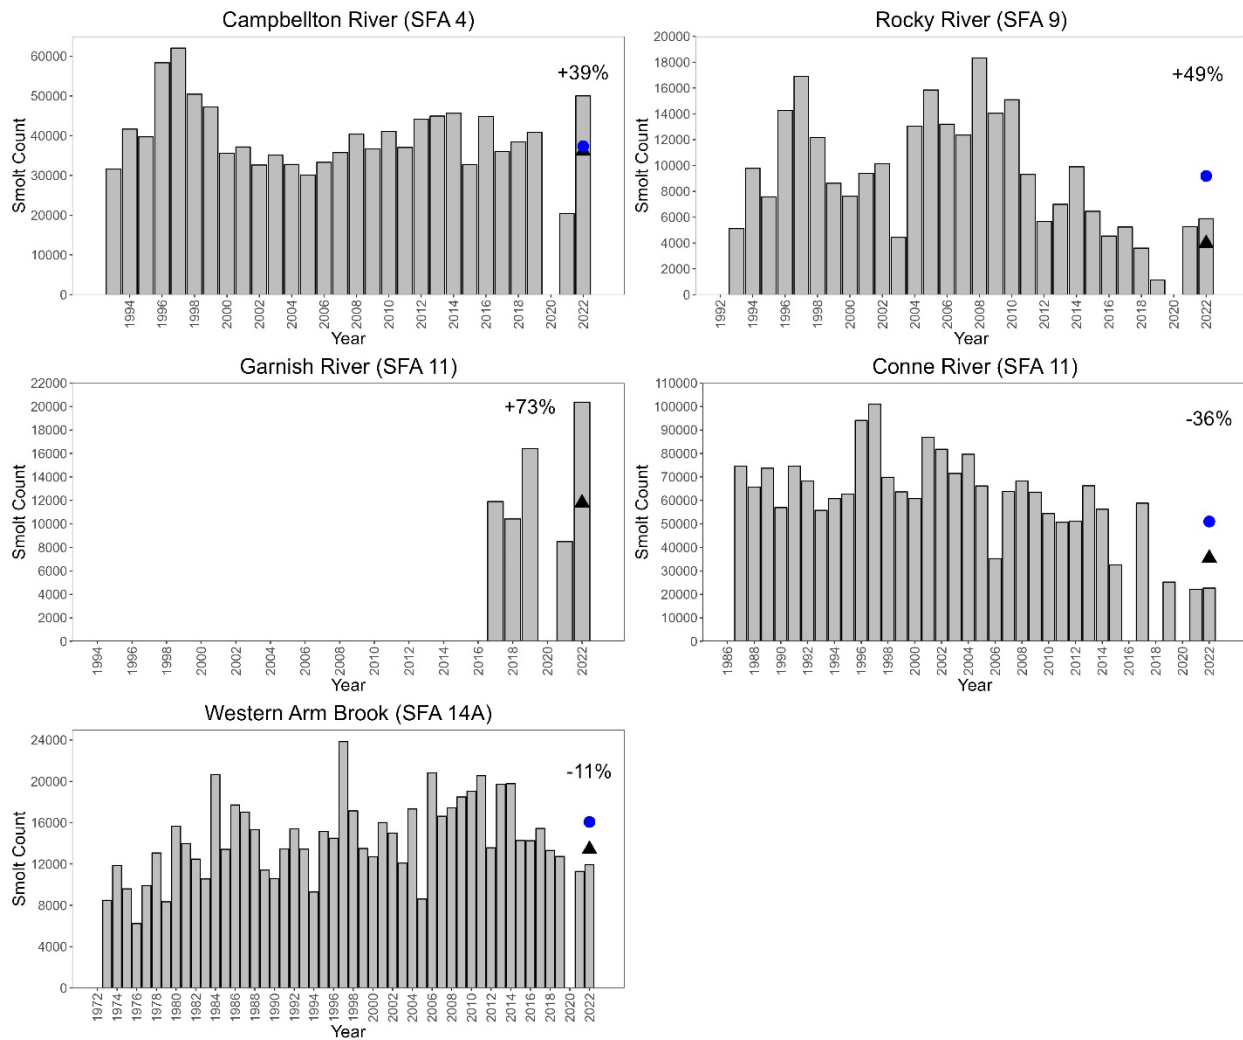 Campbellton River (SFA 4)
60000
50000
40000
30000
20000
10000
0
Smolt Count
+39%
1994 1996 1998 2000 2002 2004 2006 2008 2010 2012 2014 2016 2018 2020 2022
Year
Rocky River (SFA 9)
20000
18000
16000
14000
12000
10000
8000
6000
4000
2000
0
Smolt Count
+49%
1992 1994 1996 1998 2000 2002 2004 2006 2008 2010 2012 2014 2016 2018 2020 2022
Year
Garnish River (SFA 11)
22000
20000
18000
16000
14000
12000
10000
8000
6000
4000
2000
0
Smolt Count
+73%
1994 1996 1998 2000 2002 2004 2006 2008 2010 2012 2014 2016 2018 2020 2022
Year
Conne River (SFA 11)
110000
100000
90000
80000
70000
60000
50000
40000
30000
20000
10000
0
Smolt Count
-36%
1986 1988 1990 1992 1994 1996 1998 2000 2002 2004 2006 2008 2010 2012 2014 2016 2018 2020 2022
Year
Western Arm Brook (SFA 14A)
24000
20000
16000
12000
8000
4000
0
Smolt Count
-11%
1972 1974 1976 1978 1980 1982 1984 1986 1988 1990 1992 1994 1996 1998 2000 2002 2004 2006 2008 2010 2012 2014 2016 2018 2020 2022
Year